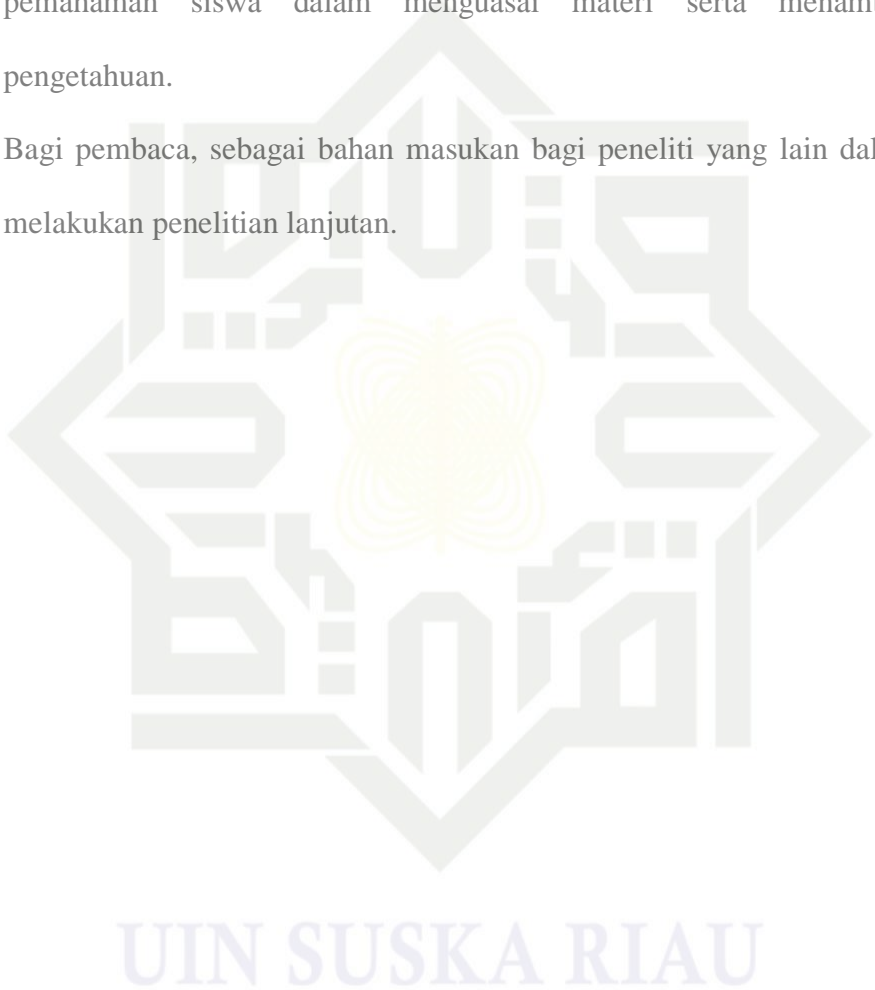 pemahaman siswa dalam menguasai materi serta
pengetahuan.
Bagi pembaca, sebagai bahan masukan bagi peneliti yang lain
melakukan penelitian lanjutan.
UIN SUSKA RIAU